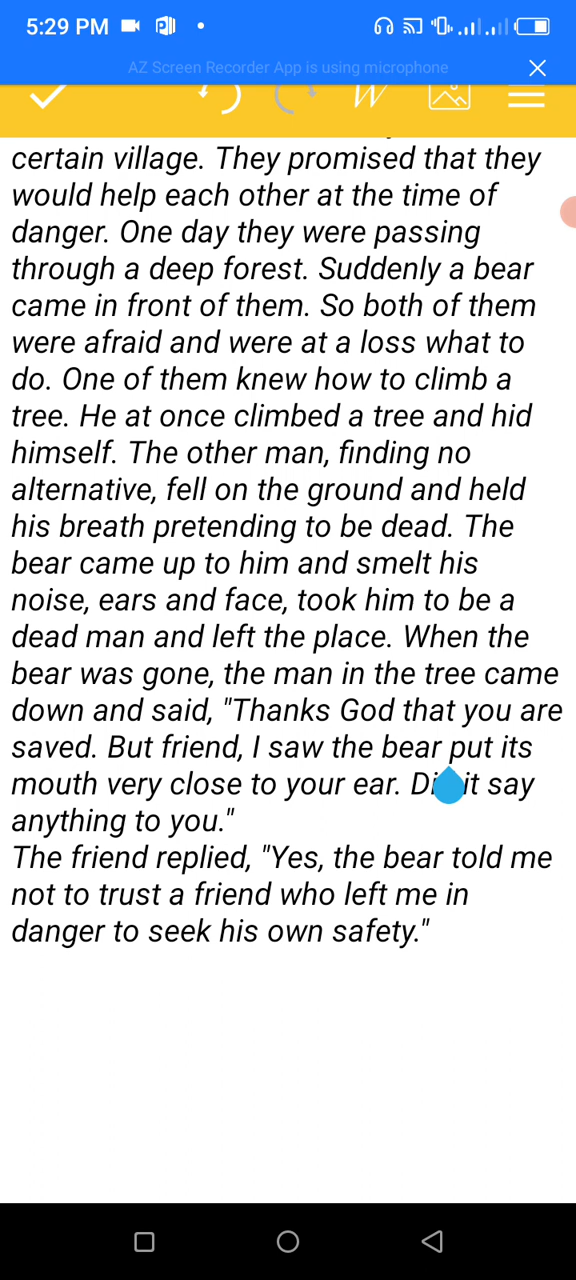 5:29 PM
AZ Screen Recorder App is using microphone
certain village. They promised that they
would help each other at the time of
danger. One day they were passing
through a deep forest. Suddenly a bear
came in front of them. So both of them
were afraid and were at a loss what to
do. One of them knew how to climb a
tree. He at once climbed a tree and hid
himself. The other man, finding no
alternative, fell on the ground and held
his breath pretending to be dead. The
bear came up to him and smelt his
noise, ears and face, took him to be a
dead man and left the place. When the
bear was gone, the man in the tree came
down and said, "Thanks God that you are
saved. But friend, I saw the bear put its
mouth very close to your ear. Did it say
anything to you."
The friend replied, "Yes, the bear told me
not to trust a friend who left me in
danger to seek his own safety."